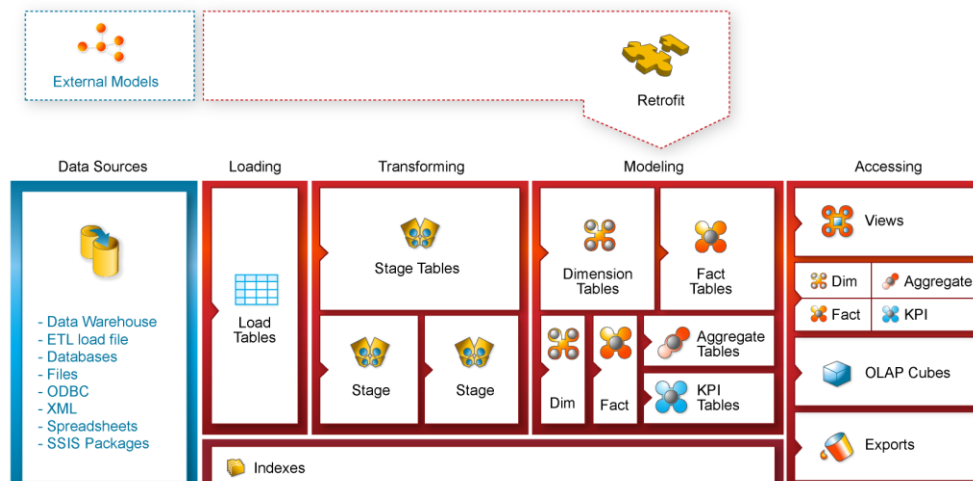 External Models
Retrofit
Data Sources
Loading
Transforming
Modeling
Accessing
- Data Warehouse
- ETL load file
- Databases
- Files
- ODBC
- XML
- Spreadsheets
- SSIS Packages
Load
Tables
Stage Tables
Stage
Stage
Dimension
Tables
Fact
Tables
Dim
Fact
Aggregate
Tables
KPI
Tables
Views
Dim
Aggregate
Fact
KPI
OLAP Cubes
Exports
Indexes